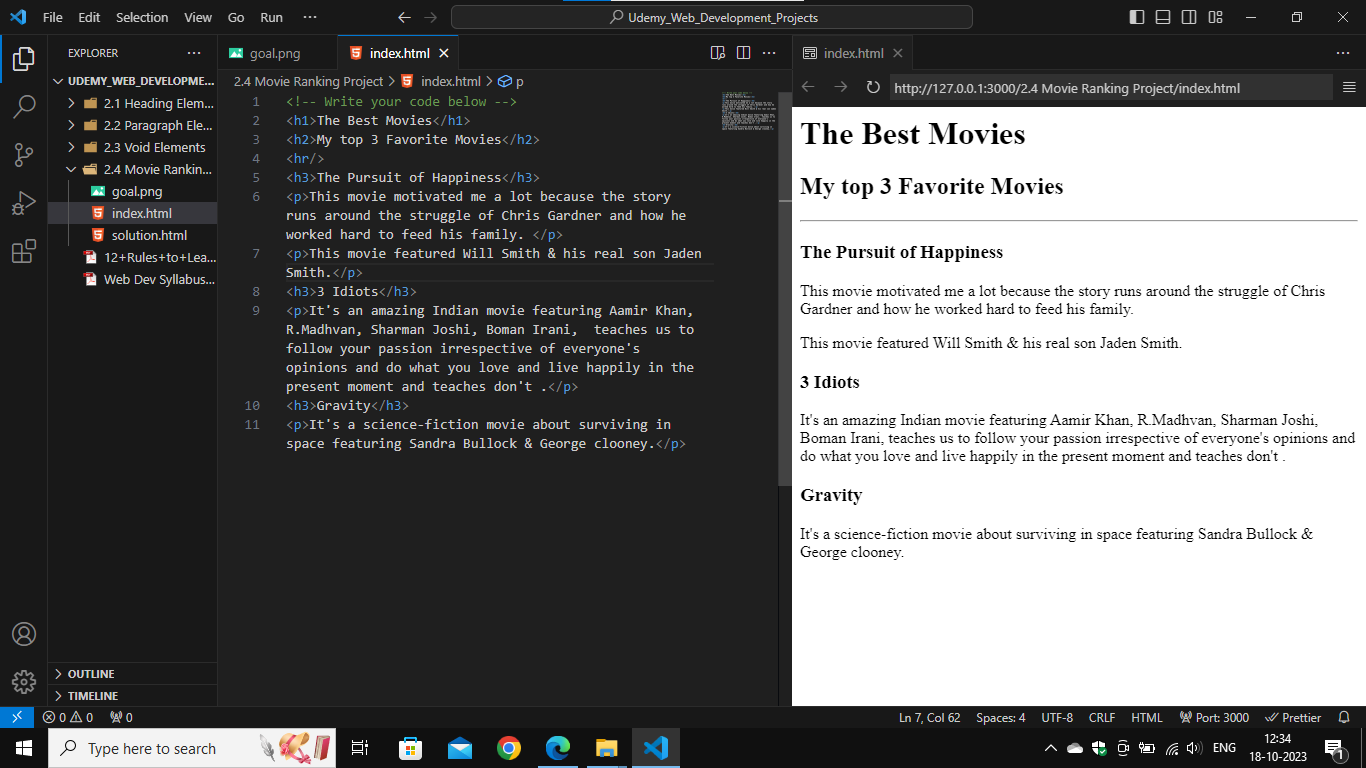 File Edit Selection View Go Run ··· Udemy_Web_Development_Projects
EXPLORER ···
UDEMY_WEB_DEVELOPME...
2.1 Heading Elem...
2.2 Paragraph Ele...
2.3 Void Elements
2.4 Movie Rankin...
goal.png
index.html
solution.html
12+Rules+to+Lea...
Web Dev Syllabus...
OUTLINE
TIMELINE
goal.png index.html
2.4 Movie Ranking Project > index.html > p
1 <!-- Write your code below -->
2 <h1>The Best Movies</h1>
3 <h2>My top 3 Favorite Movies</h2>
4 <hr/>
5 <h3>The Pursuit of Happiness</h3>
6 <p>This movie motivated me a lot because the story
runs around the struggle of Chris Gardner and how he
worked hard to feed his family. </p>
7 <p>This movie featured Will Smith & his real son Jaden
Smith.</p>
8 <h3>3 Idiots</h3>
9 <p>It's an amazing Indian movie featuring Aamir Khan,
R.Madhvan, Sharman Joshi, Boman Irani,  teaches us to
follow your passion irrespective of everyone's
opinions and do what you love and live happily in the
present moment and teaches don't .</p>
10 <h3>Gravity</h3>
11 <p>It's a science-fiction movie about surviving in
space featuring Sandra Bullock & George clooney.</p>
index.html
http://127.0.0.1:3000/2.4 Movie Ranking Project/index.html
The Best Movies
My top 3 Favorite Movies
The Pursuit of Happiness
This movie motivated me a lot because the story runs around the struggle of Chris
Gardner and how he worked hard to feed his family.
This movie featured Will Smith & his real son Jaden Smith.
3 Idiots
It's an amazing Indian movie featuring Aamir Khan, R.Madhvan, Sharman Joshi,
Boman Irani, teaches us to follow your passion irrespective of everyone's opinions and
do what you love and live happily in the present moment and teaches don't .
Gravity
It's a science-fiction movie about surviving in space featuring Sandra Bullock &
George clooney.
0 0 0 Ln 7, Col 62 Spaces: 4 UTF-8 CRLF HTML Port: 3000 Prettier
Type here to search
ENG
12:34
18-10-2023
1